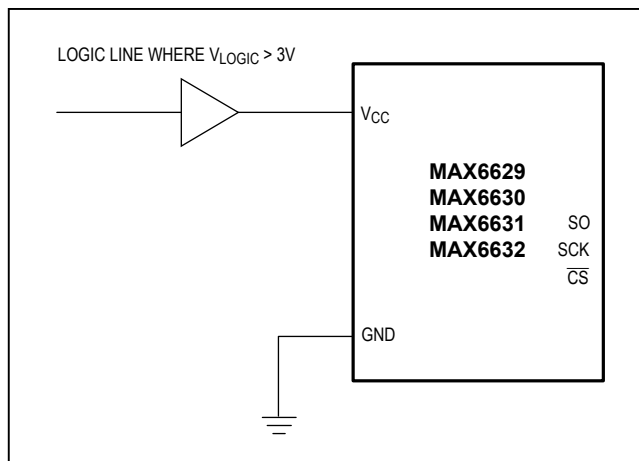 LOGIC LINE WHERE VLOGIC > 3V
VCC
MAX6629
MAX6630
MAX6631
SO
MAX6632
SCK
CS
GND